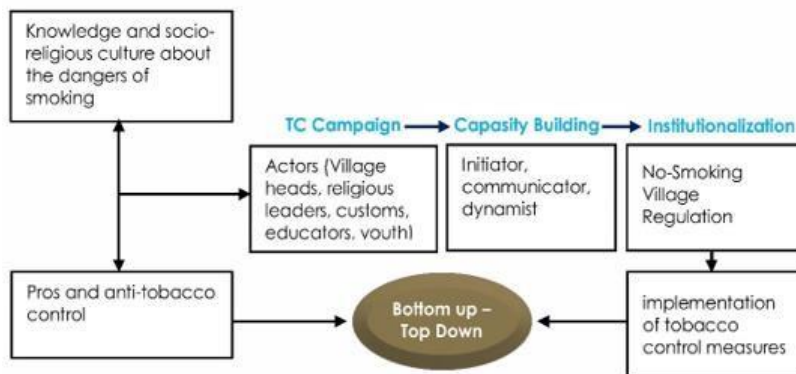 Knowledge and socio-
religious culture about
the dangers of
smoking
TC Campaign
Capasity Building
Institutionalization
Actors (Village
heads, religious
leaders, customs,
educators, youth)
Initiator,
communicator,
dynamist
No-Smoking
Village
Regulation
Pros and anti-tobacco
control
Bottom up –
Top Down
implementation
of tobacco
control measures